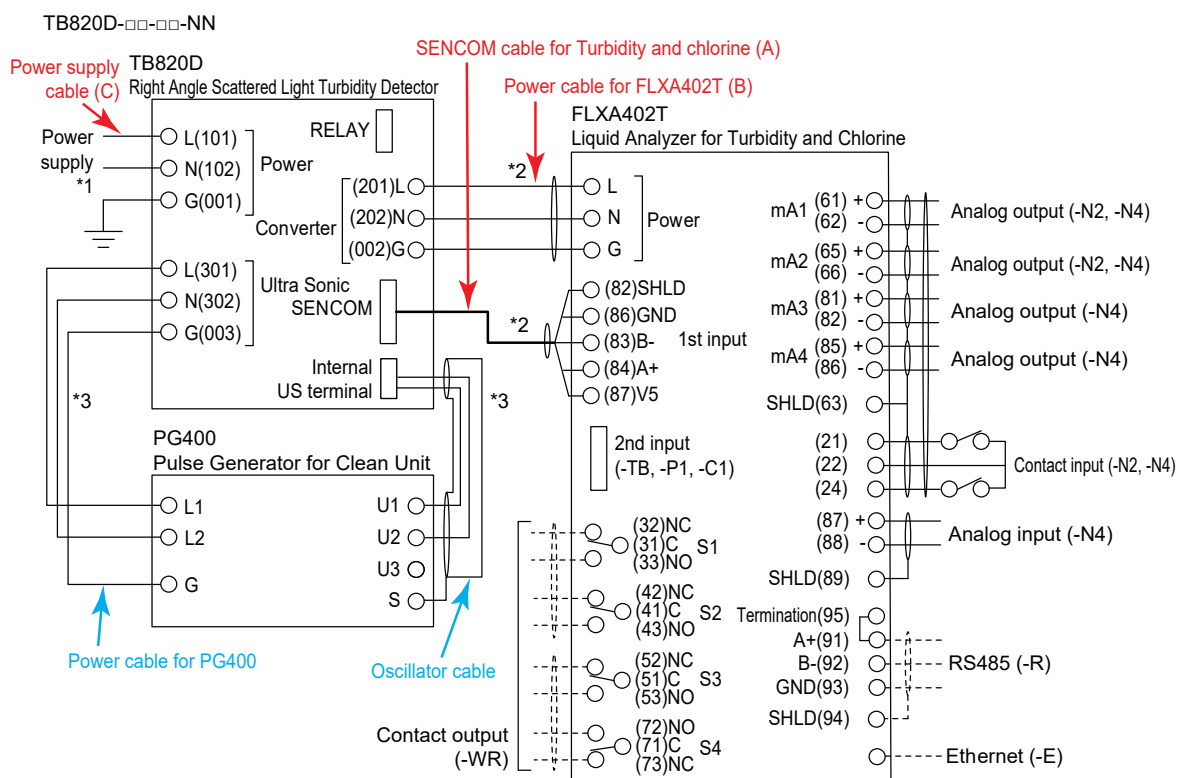 TB820D-□□-□□-NN
SENCOM cable for Turbidity and chlorine (A)
Power supply
cable (C)
TB820D
Right Angle Scattered Light Turbidity Detector
Power cable for FLXA402T (B)
FLXA402T
Liquid Analyzer for Turbidity and Chlorine
Power
supply
*1
L(101)
N(102)
G(001)
Power
RELAY
Converter
(201)L
(202)N
(002)G
*2
L
N
G
Power
L(301)
N(302)
G(003)
Ultra Sonic
SENCOM
*2
(82)SHLD
(86)GND
(83)B-
(84)A+
(87)V5
1st input
Internal
US terminal
*3
*3
PG400
Pulse Generator for Clean Unit
L1
L2
G
U1
U2
U3
S
Power cable for PG400
Oscillator cable
2nd input
(-TB, -P1, -C1)
(32)NC
(31)C
(33)NO
S1
(42)NC
(41)C
(43)NO
S2
(52)NC
(51)C
(53)NO
S3
(72)NO
(71)C
(73)NC
S4
Contact output
(-WR)
mA1
(61) +
(62) -
Analog output (-N2, -N4)
mA2
(65) +
(66) -
Analog output (-N2, -N4)
mA3
(81) +
(82) -
Analog output (-N4)
mA4
(85) +
(86) -
Analog output (-N4)
SHLD(63)
(21)
(22)
(24)
Contact input (-N2, -N4)
(87) +
(88) -
Analog input (-N4)
SHLD(89)
Termination(95)
A+(91)
B-(92)
GND(93)
SHLD(94)
RS485 (-R)
Ethernet (-E)